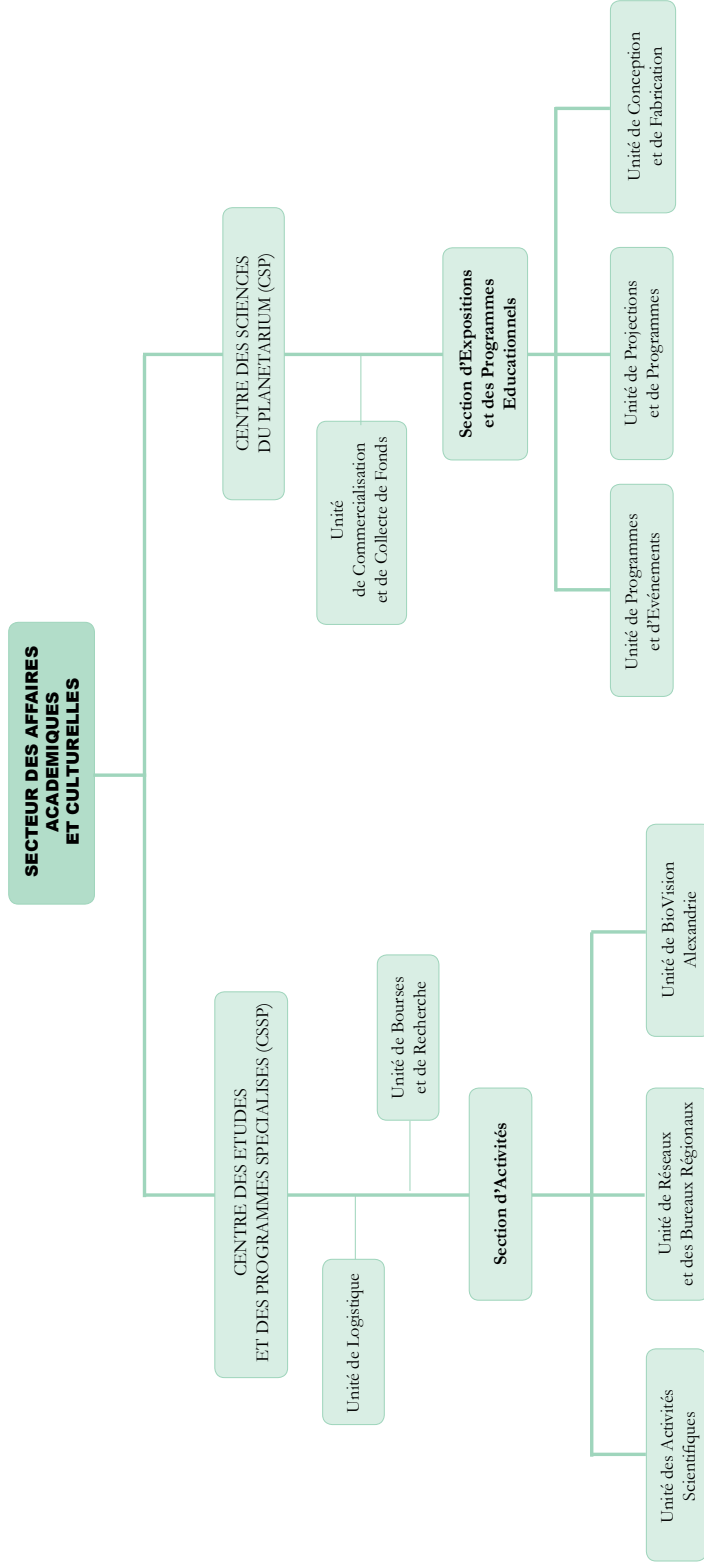 SECTEUR DES AFFAIRES
ACADEMIQUES
ET CULTURELLES
CENTRE DES ETUDES
ET DES PROGRAMMES SPECIALISES (CSSP)
Unité de Logistique
Unité de Bourses
et de Recherche
Section d'Activités
Unité des Activités
Scientifiques
Unité de Réseaux
et des Bureaux Régionaux
Unité de BioVision
Alexandrie
CENTRE DES SCIENCES
DU PLANETARIUM (CSP)
Unité
de Commercialisation
et de Collecte de Fonds
Section d'Expositions
et des Programmes
Educationnels
Unité de Programmes
et d'Evénements
Unité de Projections
et de Programmes
Unité de Conception
et de Fabrication